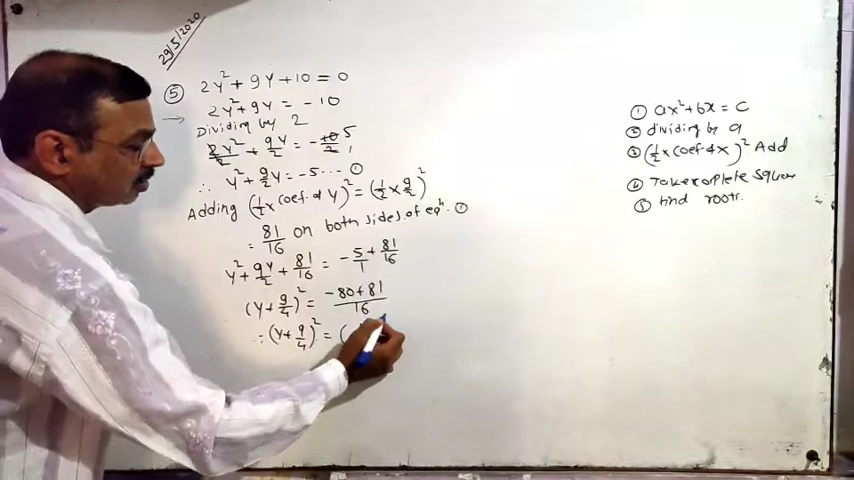 29/5/2020
⑤ 2y² + 9y + 10 = 0
2y² + 9y = - 10
→ Dividing by 2
2y²/2 + 9y/2 = - 10/2 5 1
∴ y² + 9/2 y = -5 --- ①
Adding (1/2 x coef. of y)² = (1/2 x 9/2)²
= 81/16 on both sides of eqⁿ. ①
y² + 9y/2 + 81/16 = - 5/1 + 81/16
(y + 9/4)² = -80+81/16
∴ (y + 9/4)² = (
① ax² + bx = c
② dividing by a
③ (1/2 x coef of x)² Add
④ Take complete square
⑤ find roots.